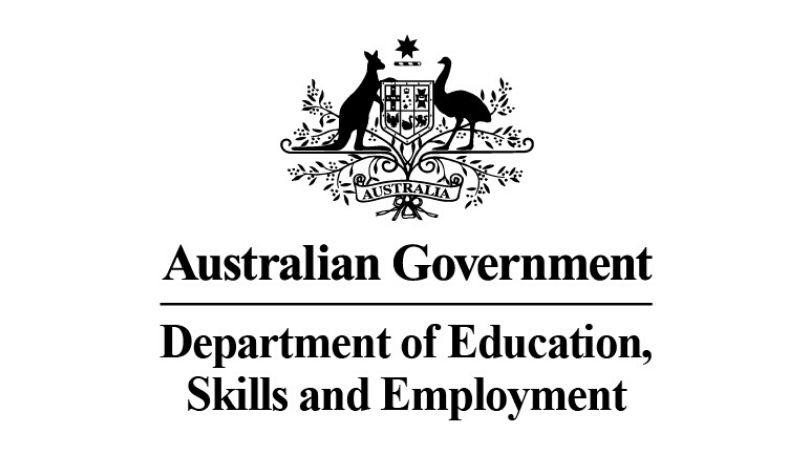 AUSTRALIA
Australian Government
Department of Education,
Skills and Employment